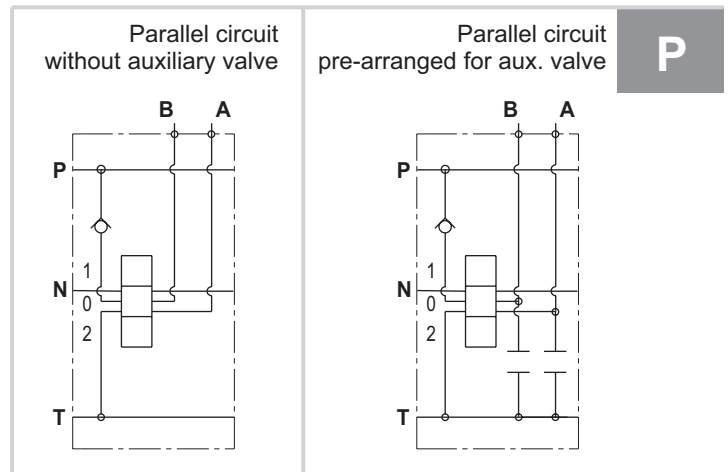 Parallel circuit
without auxiliary valve
B A
P
1
N
0
2
T
Parallel circuit
pre-arranged for aux. valve
P
B A
P
1
N
0
2
T